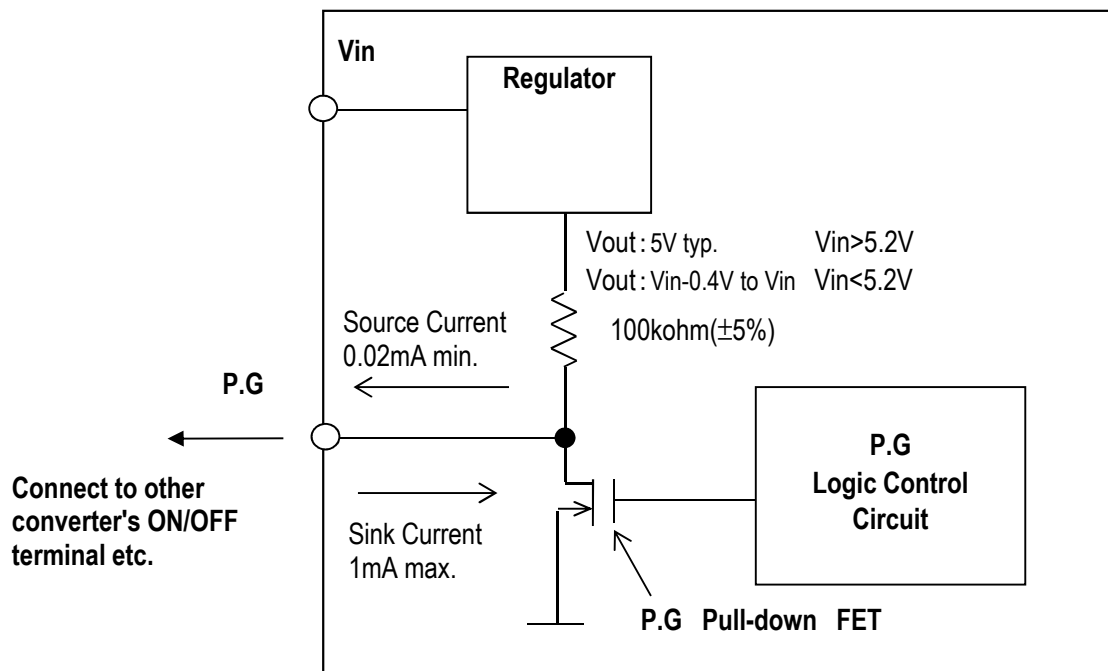 Vin
Regulator
Vout : 5V typ. Vin>5.2V
Vout : Vin-0.4V to Vin Vin<5.2V
100kohm(±5%)
Source Current
0.02mA min.
P.G
Connect to other
converter's ON/OFF
terminal etc.
Sink Current
1mA max.
P.G
Logic Control
Circuit
P.G Pull-down FET